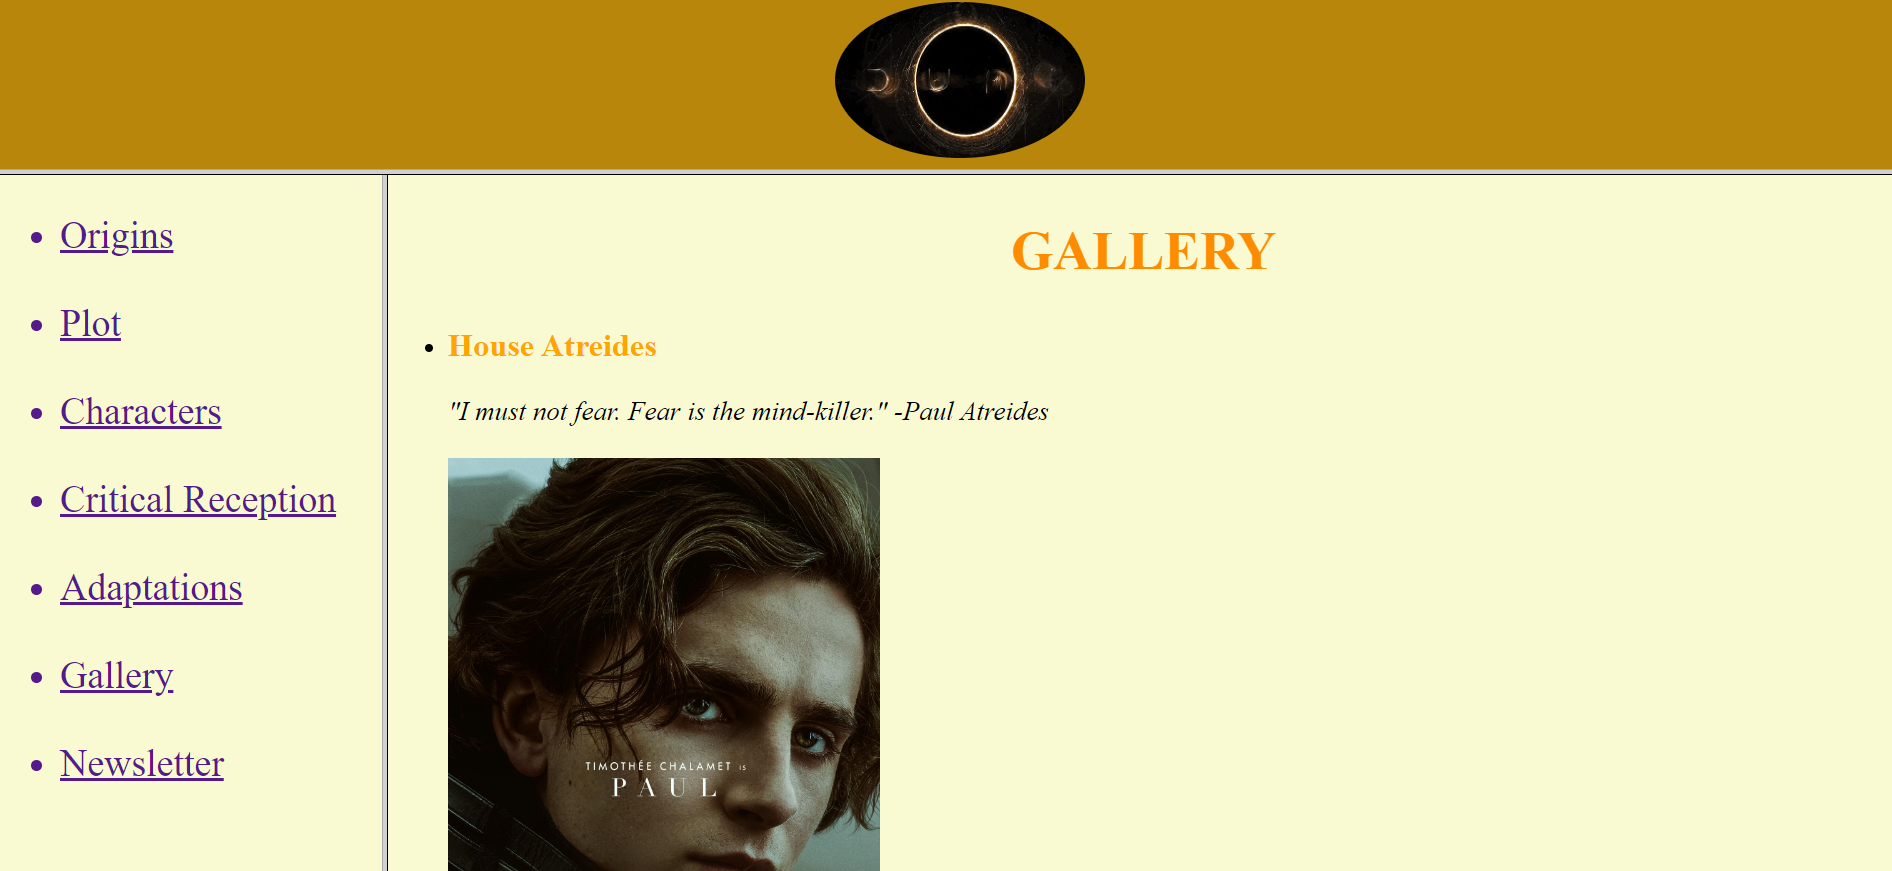 DUNE
Origins
Plot
Characters
Critical Reception
Adaptations
Gallery
Newsletter
GALLERY
House Atreides
"I must not fear. Fear is the mind-killer." -Paul Atreides
TIMOTHÉE CHALAMET IS
PAUL